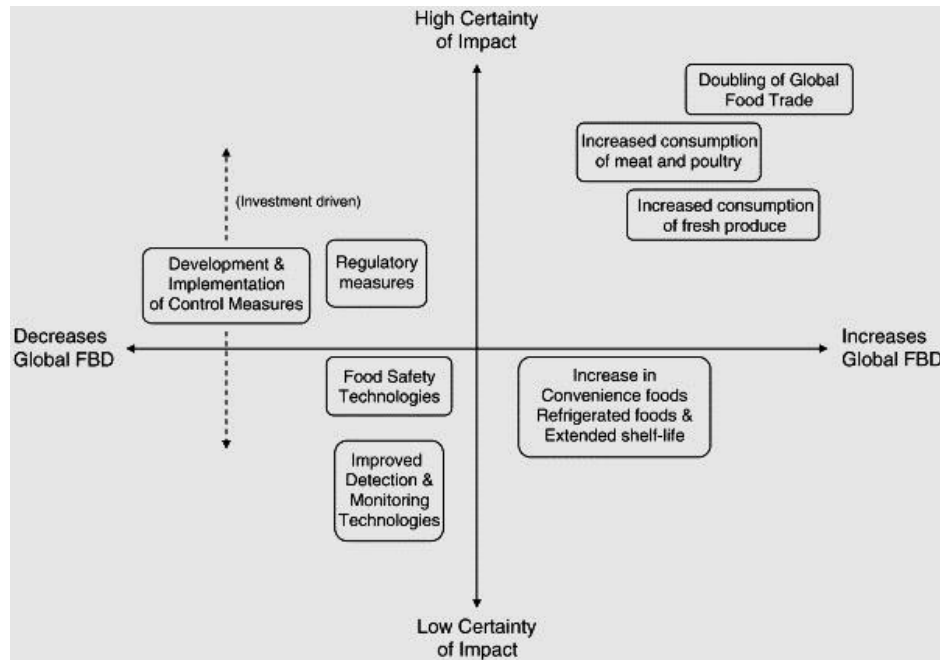 High Certainty
of Impact
Doubling of Global
Food Trade
Increased consumption
of meat and poultry
(Investment driven)
Increased consumption
of fresh produce
Development &
Implementation
of Control Measures
Regulatory
measures
Decreases
Global FBD
Increases
Global FBD
Food Safety
Technologies
Increase in
Convenience foods
Refrigerated foods &
Extended shelf-life
Improved
Detection &
Monitoring
Technologies
Low Certainty
of Impact